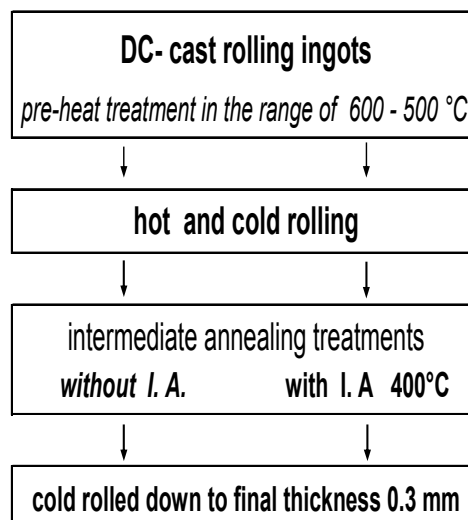 DC- cast rolling ingots
pre-heat treatment in the range of 600 - 500 °C
hot and cold rolling
intermediate annealing treatments
without I. A. with I. A 400°C
cold rolled down to final thickness 0.3 mm